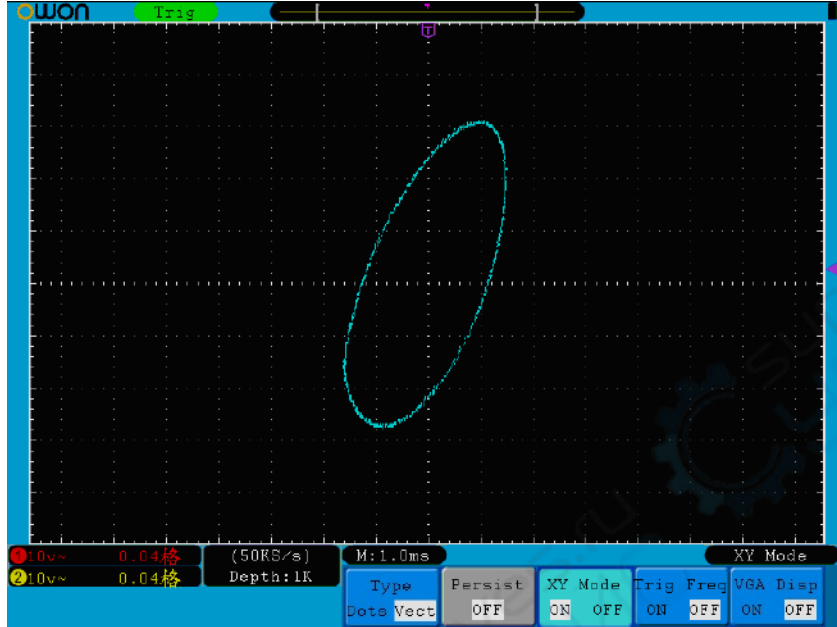 OWON Trig
T
1 10v~ 0.04格 (50KS/s) M:1.0ms XY Mode
2 10v~ 0.04格 Depth:1K
Type Persist XY Mode Trig Freq VGA Disp
Dots Vect OFF ON OFF ON OFF ON OFF